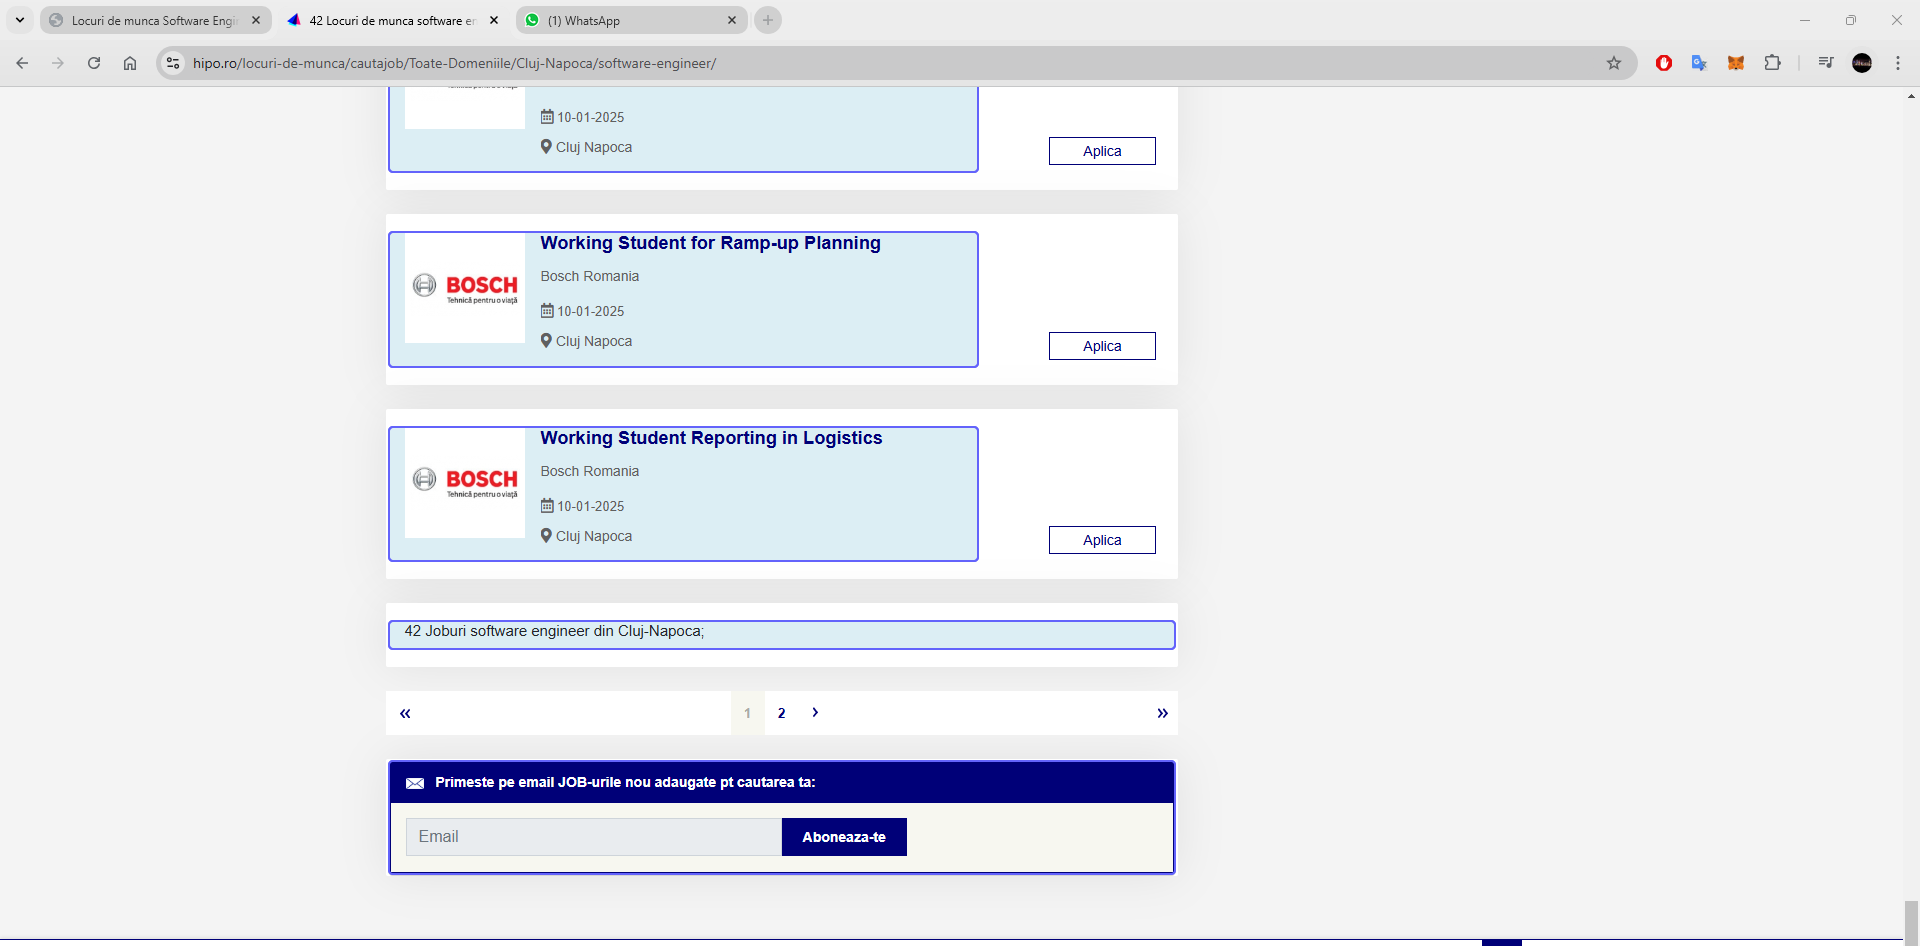 Locuri de munca Software Engi
42 Locuri de munca software en
(1) WhatsApp
hipo.ro/locuri-de-munca/cautajob/Toate-Domeniile/Cluj-Napoca/software-engineer/
10-01-2025
Cluj Napoca
Aplica
Working Student for Ramp-up Planning
BOSCH
Tehnică pentru o viață
Bosch Romania
10-01-2025
Cluj Napoca
Aplica
Working Student Reporting in Logistics
BOSCH
Tehnică pentru o viață
Bosch Romania
10-01-2025
Cluj Napoca
Aplica
42 Joburi software engineer din Cluj-Napoca;
« 1 2 › »
Primeste pe email JOB-urile nou adaugate pt cautarea ta:
Email
Aboneaza-te